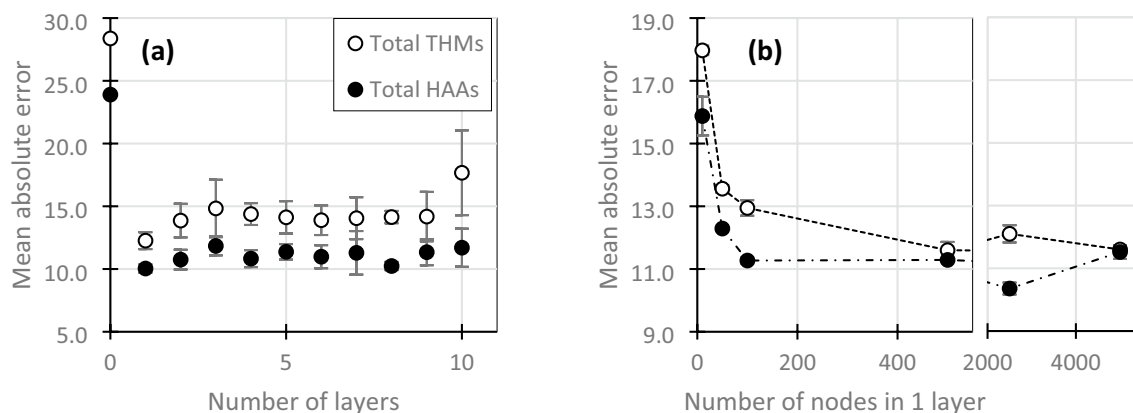 30.0
25.0
20.0
15.0
10.0
5.0
Mean absolute error
(a)
Total THMs
Total HAAs
0
5
10
Number of layers
19.0
17.0
15.0
13.0
11.0
9.0
Mean absolute error
(b)
0
200
400
2000
4000
Number of nodes in 1 layer